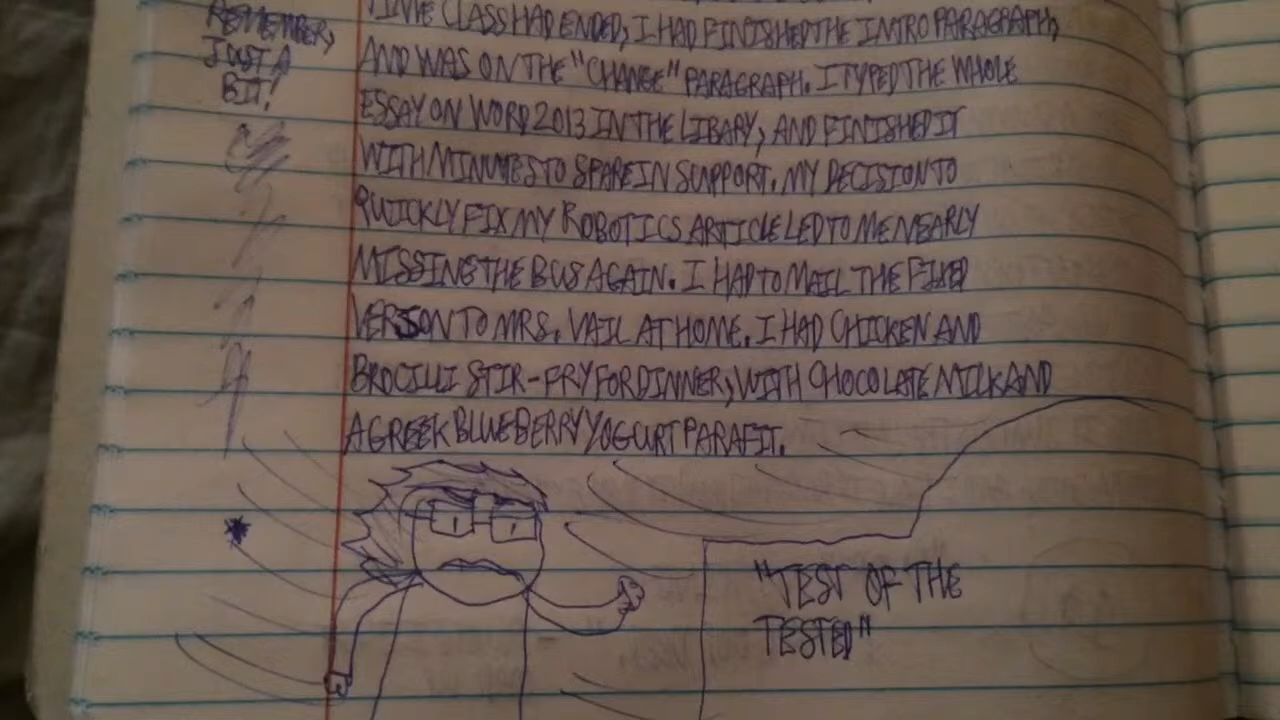 REMEMBER,
JUST A
BIT!
TIME CLASS HAD ENDED, I HAD FINISHED THE INTRO PARAGRAPH,
AND WAS ON THE "CHANGE" PARAGRAPH. I TYPED THE WHOLE
ESSAY ON WORD 2013 IN THE LIBARY, AND FINISHED IT
WITH MINUTES TO SPARE IN SUPPORT. MY DECISION TO
QUICKLY FIX MY ROBOTICS ARTICLE LED TO ME NEARLY
MISSING THE BUS AGAIN. I HAD TO MAIL THE FIXED
VERSON TO MRS. VAIL AT HOME. I HAD CHICKEN AND
BROCILLI STIR-FRY FOR DINNER, WITH CHOCOLATE MILK AND
A GREEK BLUEBERRY YOGURT PARAFIT.
"TEST OF THE
TESTED"